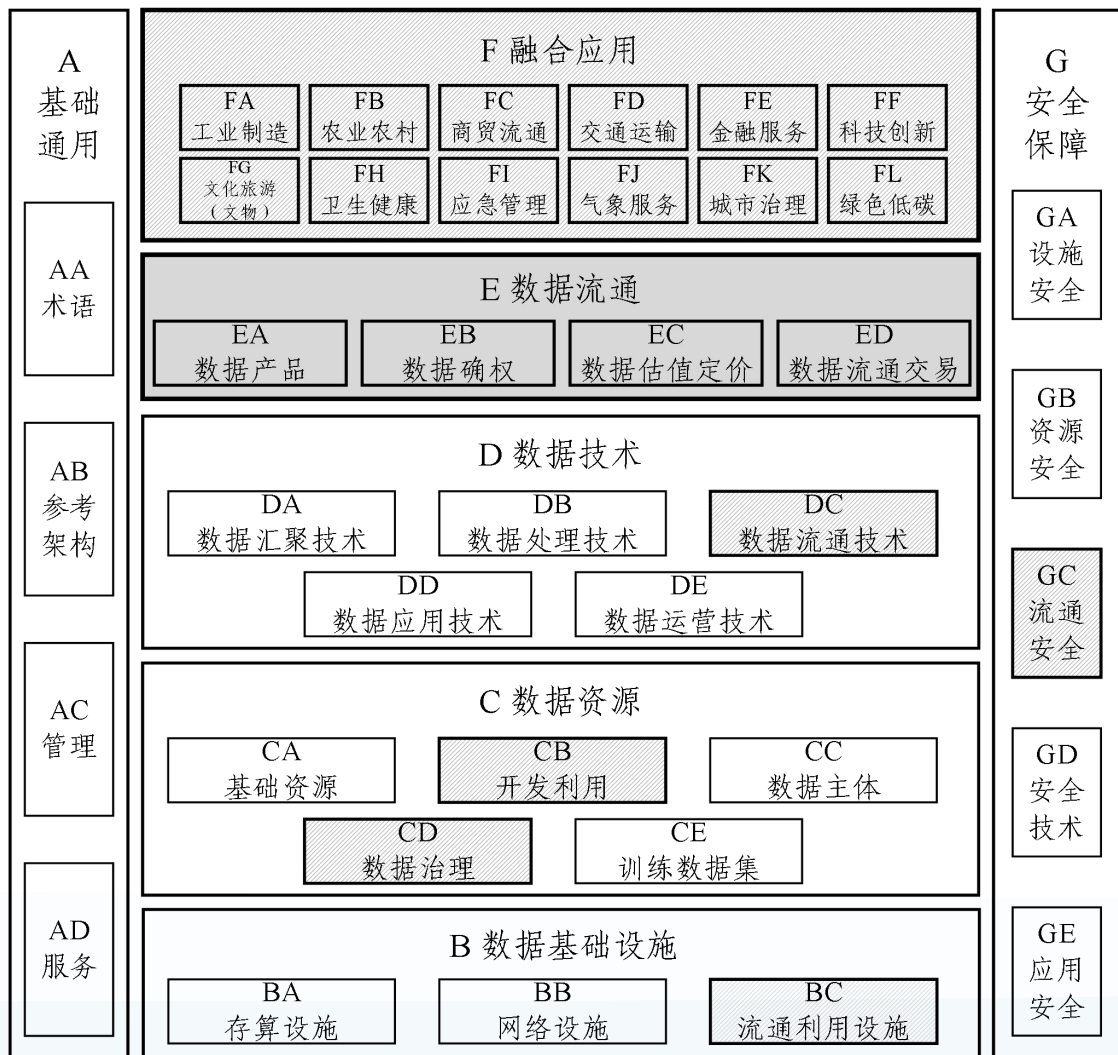 A
基础
通用
AA
术语
AB
参考
架构
AC
管理
AD
服务
F 融合应用
FA
工业制造
FB
农业农村
FC
商贸流通
FD
交通运输
FE
金融服务
FF
科技创新
FG
文化旅游
(文物)
FH
卫生健康
FI
应急管理
FJ
气象服务
FK
城市治理
FL
绿色低碳
E 数据流通
EA
数据产品
EB
数据确权
EC
数据估值定价
ED
数据流通交易
D 数据技术
DA
数据汇聚技术
DB
数据处理技术
DC
数据流通技术
DD
数据应用技术
DE
数据运营技术
C 数据资源
CA
基础资源
CB
开发利用
CC
数据主体
CD
数据治理
CE
训练数据集
B 数据基础设施
BA
存算设施
BB
网络设施
BC
流通利用设施
G
安全
保障
GA
设施
安全
GB
资源
安全
GC
流通
安全
GD
安全
技术
GE
应用
安全